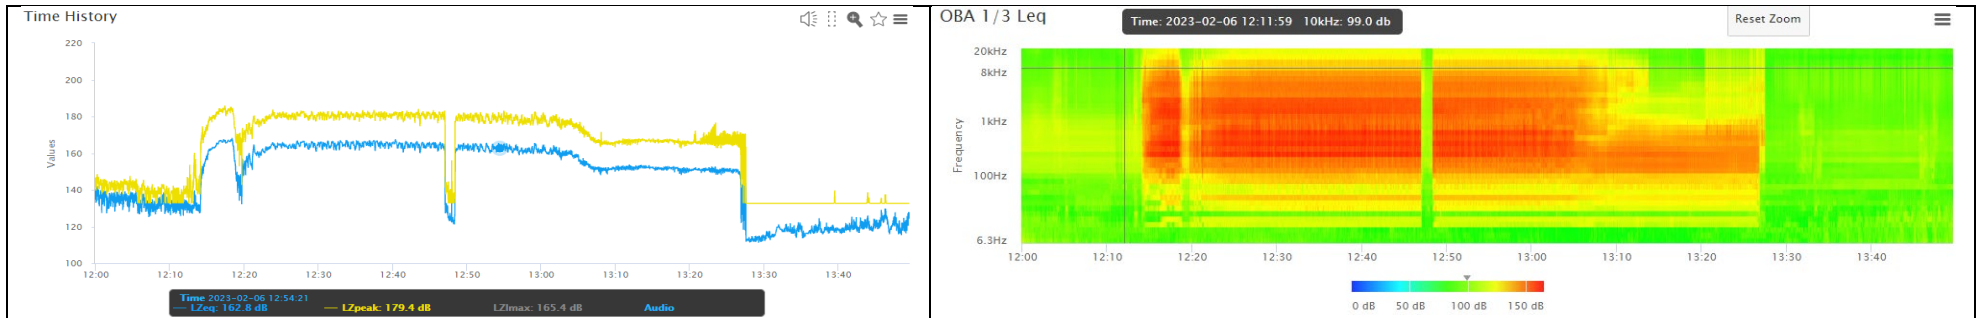 Time History
220
200
180
160
140
120
100
Values
12:00 12:10 12:20 12:30 12:40 12:50 13:00 13:10 13:20 13:30 13:40
Time 2023-02-06 12:54:21
LZeq: 162.8 dB LZpeak: 179.4 dB LZImax: 165.4 dB Audio
OBA 1/3 Leq
Time: 2023-02-06 12:11:59 10kHz: 99.0 db
Reset Zoom
20kHz
8kHz
1kHz
100Hz
6.3Hz
Frequency
12:00 12:10 12:20 12:30 12:40 12:50 13:00 13:10 13:20 13:30 13:40
0 dB 50 dB 100 dB 150 dB